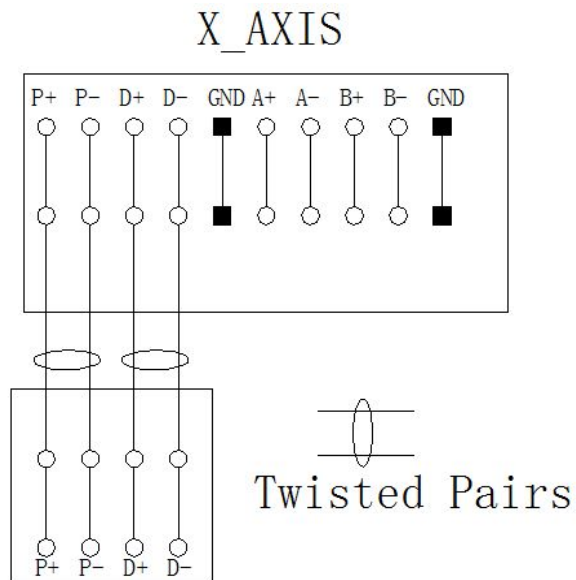 X_AXIS
P+ P- D+ D- GND A+ A- B+ B- GND
Twisted Pairs
P+ P- D+ D-